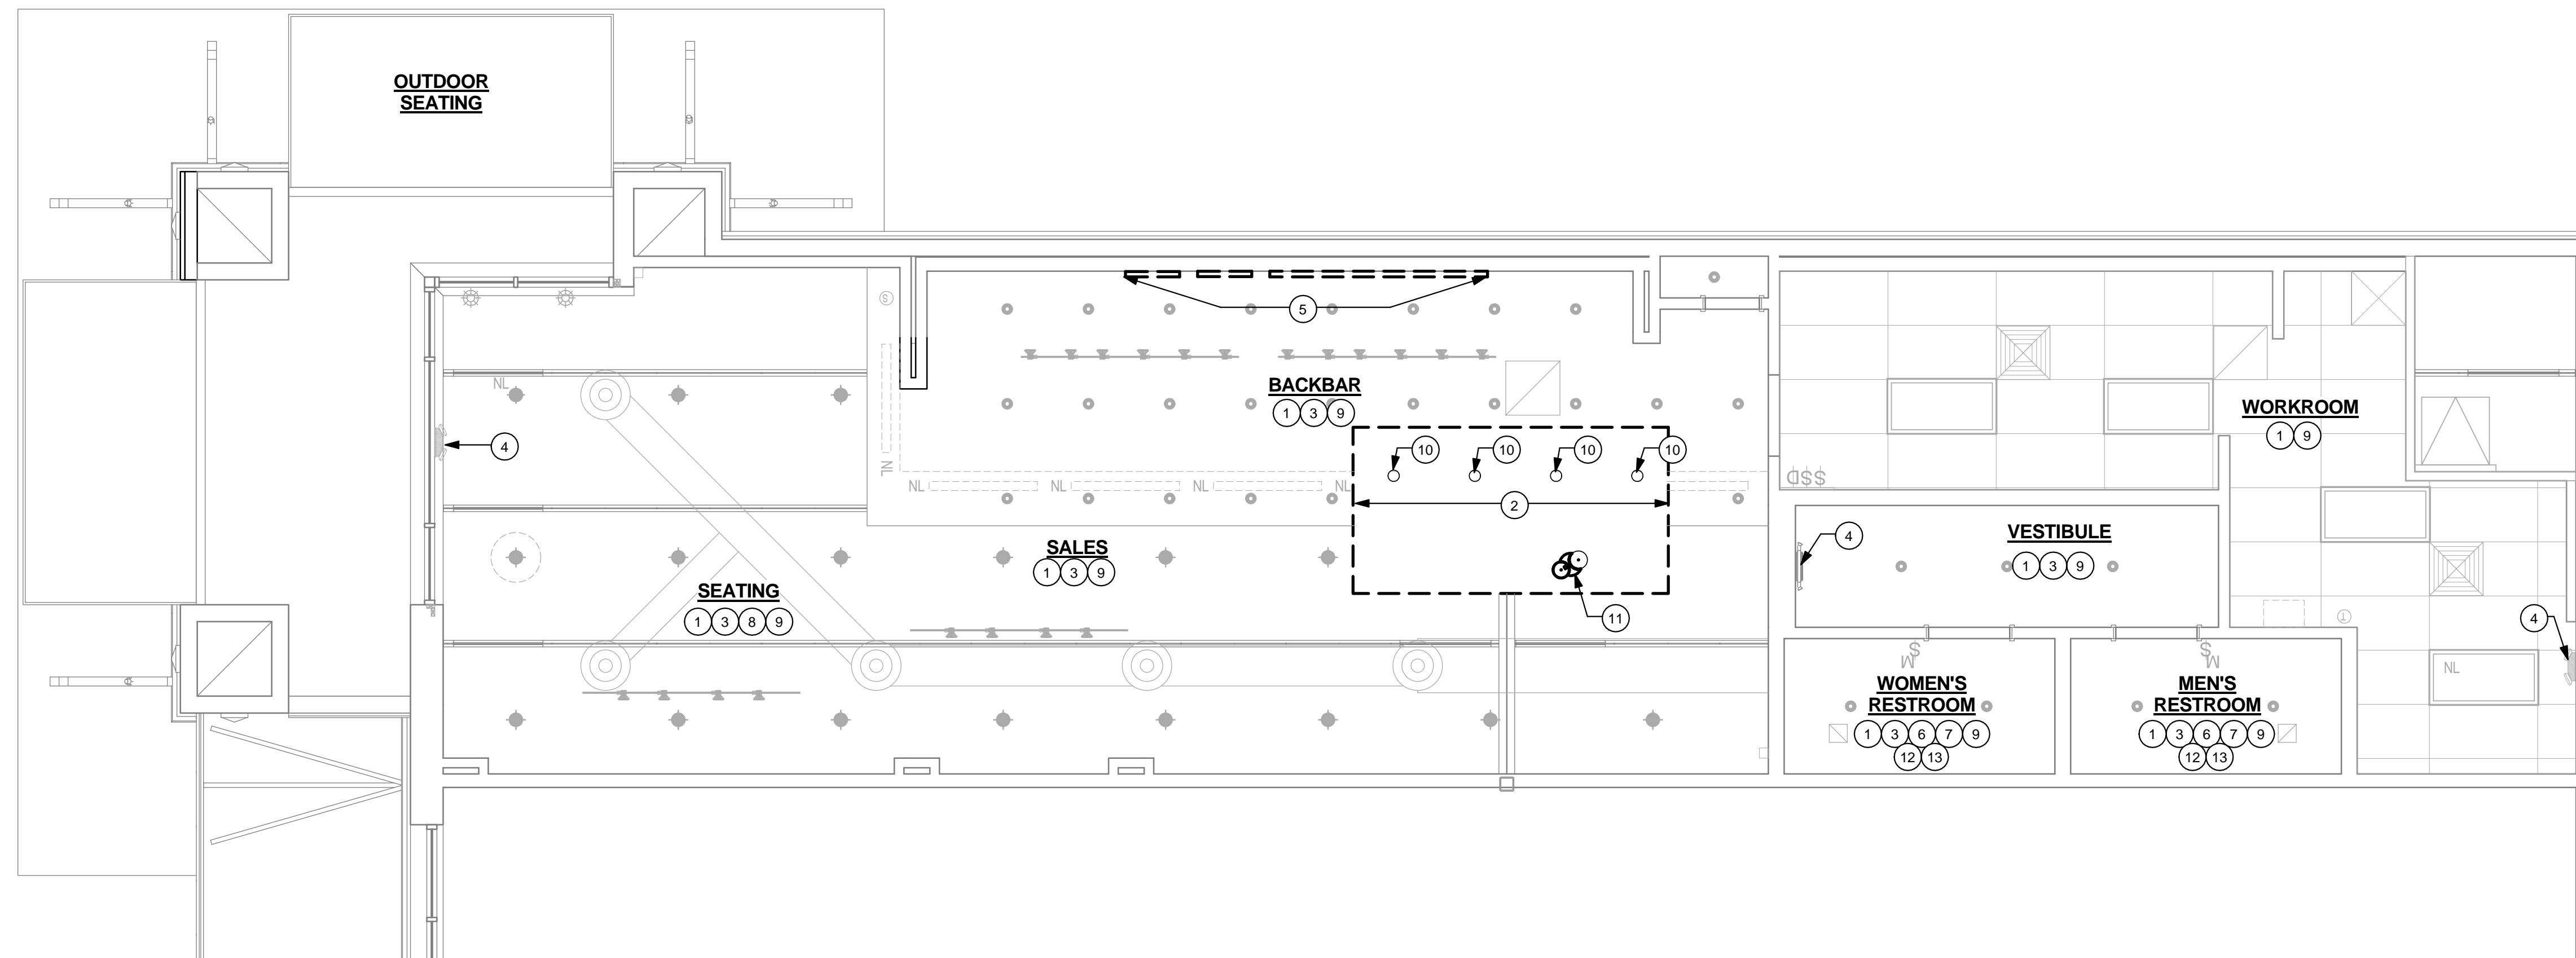 OUTDOOR
SEATING
S
5
BACKBAR
1 3 9
NL
4
10
10
10
10
NL
NL
NL
NL
NL
2
WORKROOM
1 9
$$D
4
VESTIBULE
1 3 9
SALES
1 3 9
SEATING
1 3 8 9
11
T
4
NL
$
M
$
M
WOMEN'S
RESTROOM
1 3 6 7 9
12 13
MEN'S
RESTROOM
1 3 6 7 9
12 13